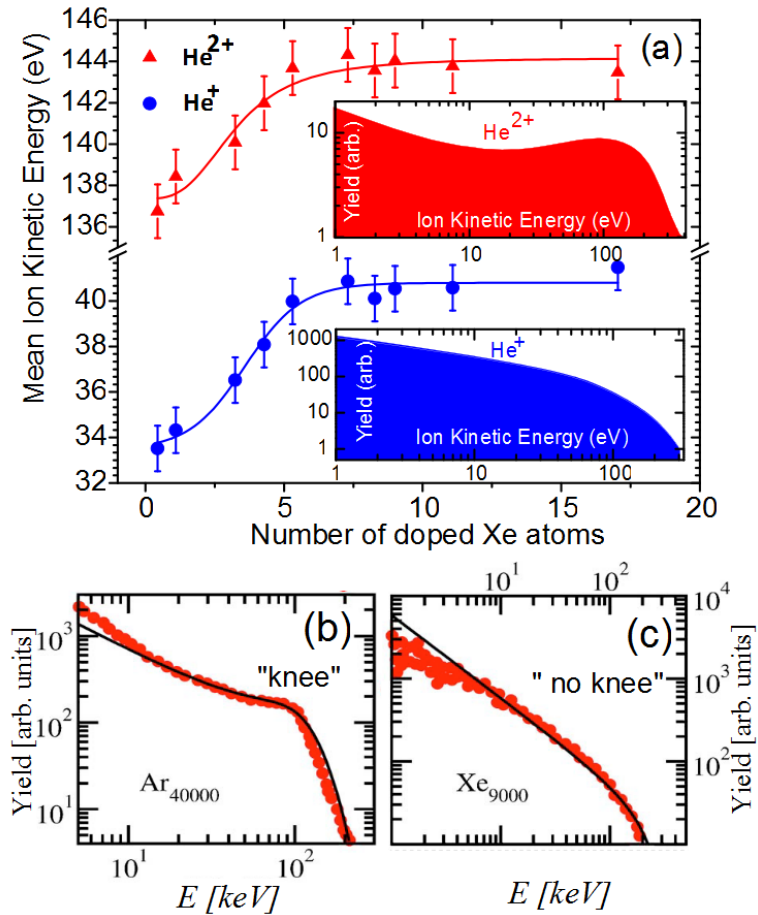 146
144
142
140
138
136
40
38
36
34
32
Mean Ion Kinetic Energy (eV)
He2+
He+
(a)
10
1
Yield (arb.)
He2+
Ion Kinetic Energy (eV)
1 10 100
1000
100
10
1
Yield (arb.)
He+
Ion Kinetic Energy (eV)
1 10 100
0 5 10 15 20
Number of doped Xe atoms
(b)
"knee"
Ar40000
10^3
10^2
10^1
Yield [arb. units]
10^1 10^2
E [keV]
10^1 10^2
(c)
" no knee"
Xe9000
10^4
10^3
10^2
Yield [arb. units]
E [keV]